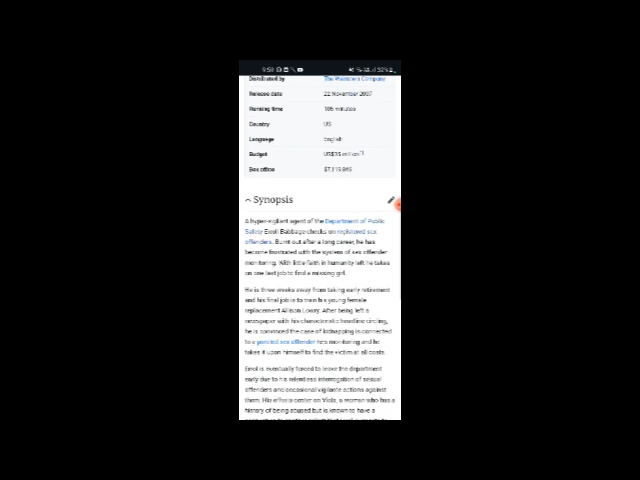 9:59
Distributed by The Weinstein Company
Release date 22 November 2007
Running time 105 minutes
Country US
Language English
Budget US$35 million
Box office
Synopsis
A hyper-vigilant agent of the Department of Public
Safety Erroll Babbage checks on registered sex
offenders. Burnt out after a long career, he has
become frustrated with the system of sex offender
monitoring. With little faith in humanity left he takes
on one last job to find a missing girl.
He is three weeks away from taking early retirement
and his final job is to train his young female
replacement Allison Lowry. After being left a
newspaper with his characteristic headline circling,
he is convinced the case of kidnapping is connected
to a paroled sex offender he's monitoring and he
takes it upon himself to find the victim at all costs.
Errol is eventually forced to leave the department
early due to his relentless interrogation of sexual
offenders and occasional vigilante actions against
them. His efforts center on Viola, a woman who has a
history of being abused but is known to have a